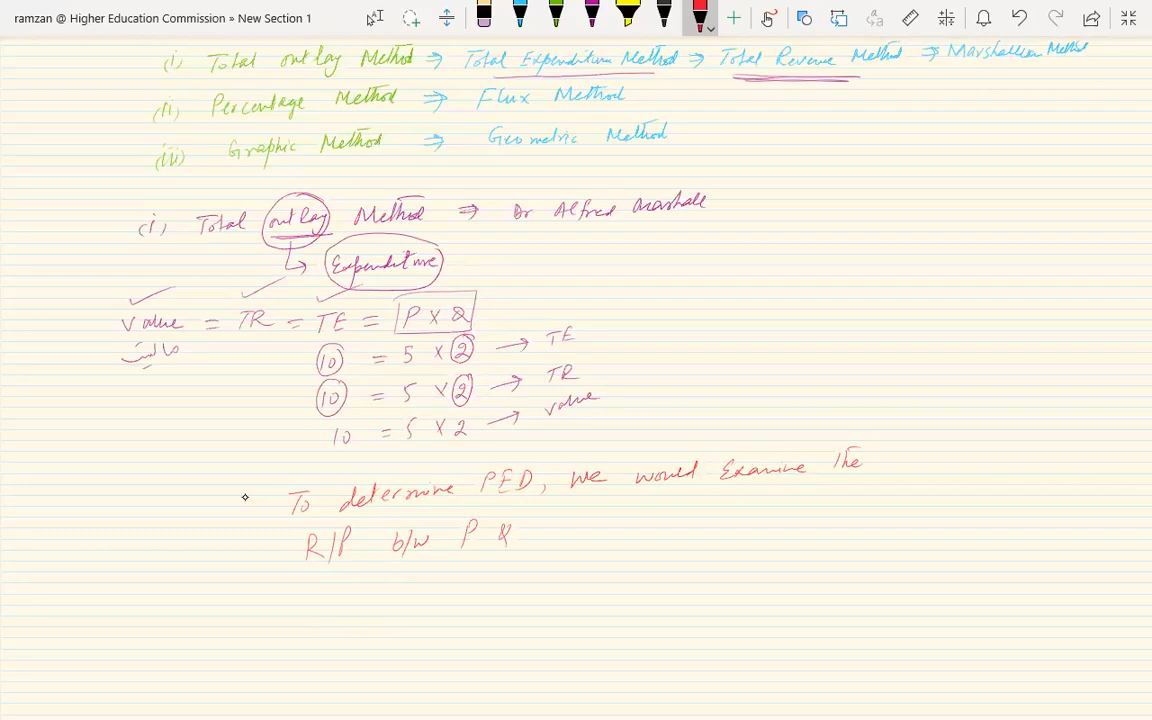 ramzan @ Higher Education Commission » New Section 1
(i) Total outlay Method ⇒ Total Expenditure Method ⇒ Total Revenue Method ⇒ Marshallian Method
(ii) Percentage Method ⇒ Flux Method
(iii) Graphic Method ⇒ Geometric Method
(i) Total outlay Method ⇒ Dr Alfred Marshall
Expenditure
Value = TR = TE = P x Q
مالیت
10 = 5 x 2 → TE
10 = 5 x 2 → TR
10 = 5 x 2 → value
To determine PED, We would Examine The
R/P b/w P &